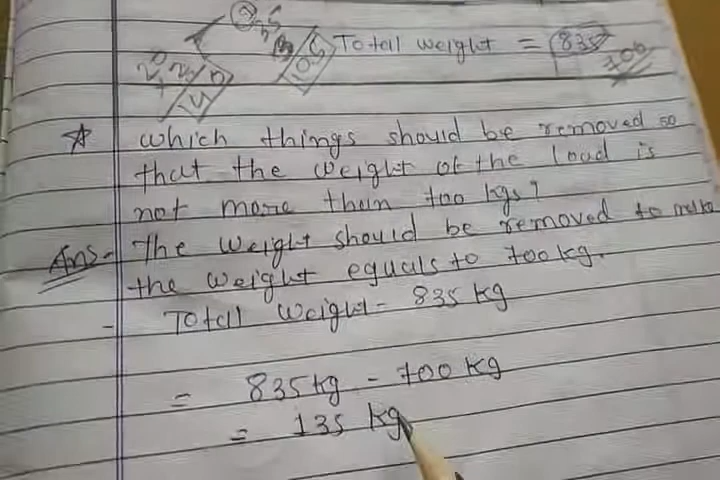 Total weight = 835
700
which things should be removed so
that the weight of the load is
not more than 700 kgs?
Ans- The weight should be removed to make
the weight equals to 700 kg.
- Total weight - 835 kg
= 835 kg - 700 kg
= 135 kg